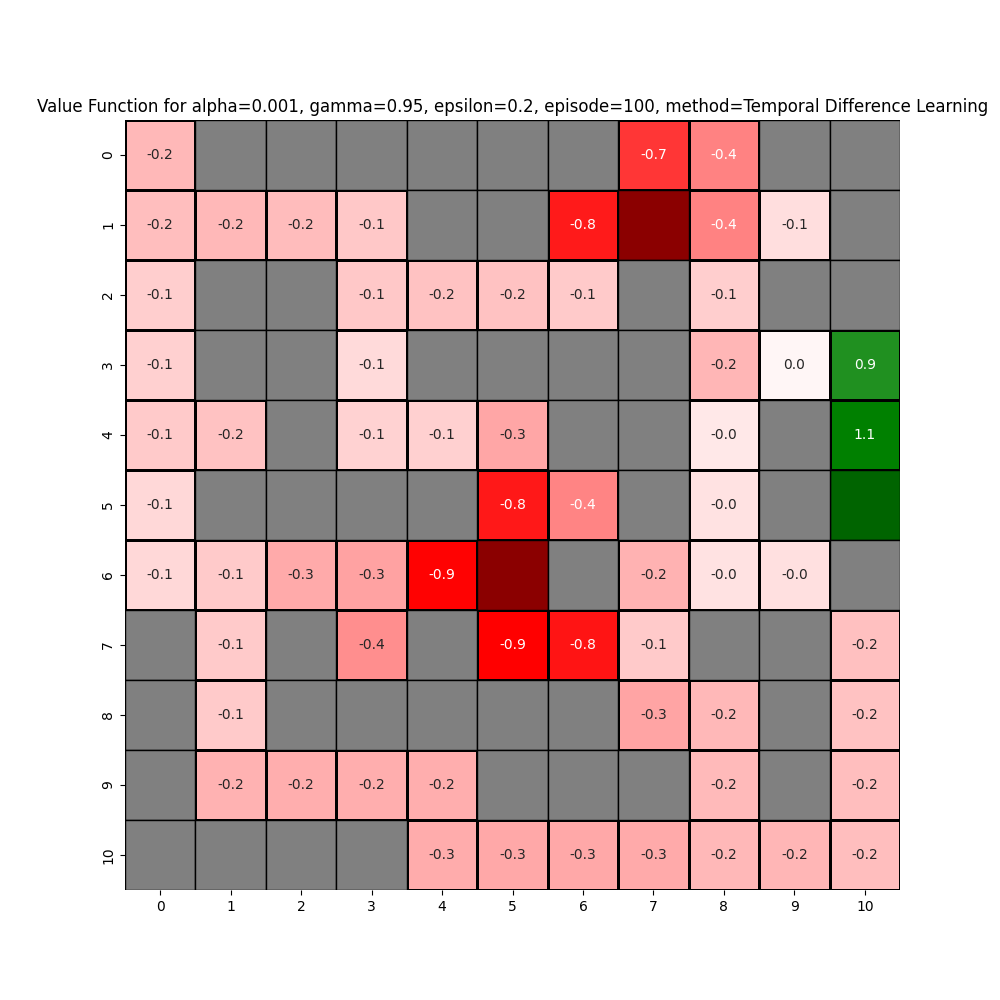 Value Function for alpha=0.001, gamma=0.95, epsilon=0.2, episode=100, method=Temporal Difference Learning
0 -0.2 -0.7 -0.4
1 -0.2 -0.2 -0.2 -0.1 -0.8 -0.4 -0.1
2 -0.1 -0.1 -0.2 -0.2 -0.1 -0.1
3 -0.1 -0.1 -0.2 0.0 0.9
4 -0.1 -0.2 -0.1 -0.1 -0.3 -0.0 1.1
5 -0.1 -0.8 -0.4 -0.0
6 -0.1 -0.1 -0.3 -0.3 -0.9 -0.2 -0.0 -0.0
7 -0.1 -0.4 -0.9 -0.8 -0.1 -0.2
8 -0.1 -0.3 -0.2 -0.2
9 -0.2 -0.2 -0.2 -0.2 -0.2 -0.2
10 -0.3 -0.3 -0.3 -0.3 -0.2 -0.2 -0.2
0 1 2 3 4 5 6 7 8 9 10